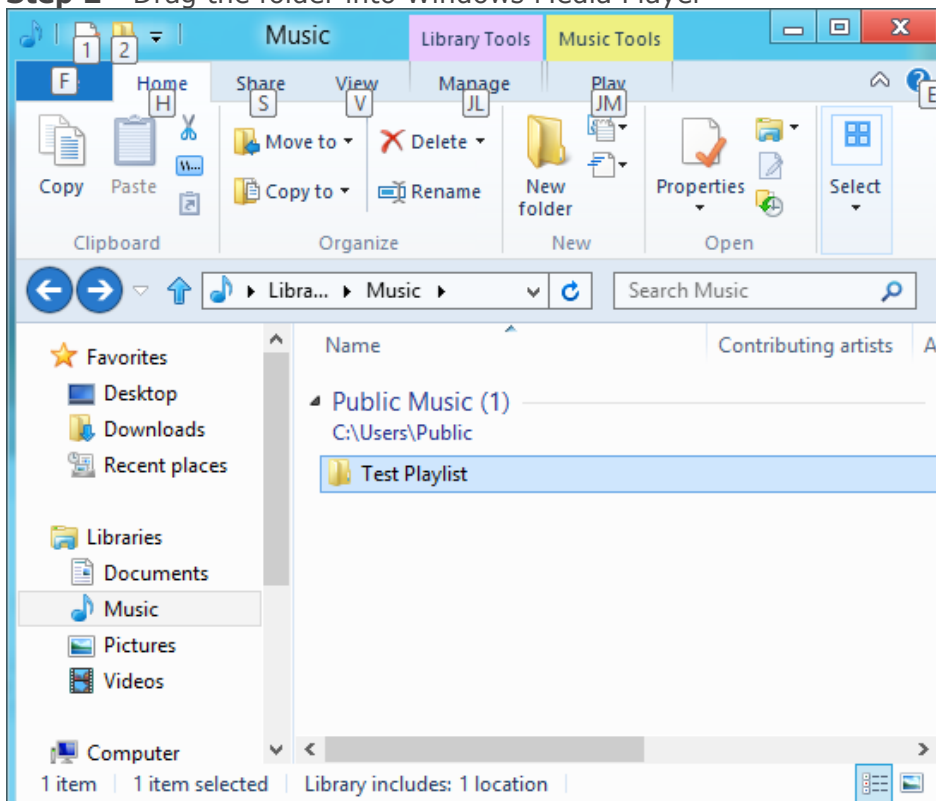 Step 2 - Drag the folder into Windows Media Player
1 2 Music Library Tools Music Tools
F Home Share View Manage Play
H S V JL JM E
Move to Delete
Copy Paste Copy to Rename New folder Properties Select
Clipboard Organize New Open
Libra... Music Search Music
Name Contributing artists A
Favorites
Desktop
Downloads
Recent places
Public Music (1)
C:\Users\Public
Test Playlist
Libraries
Documents
Music
Pictures
Videos
Computer
1 item 1 item selected Library includes: 1 location